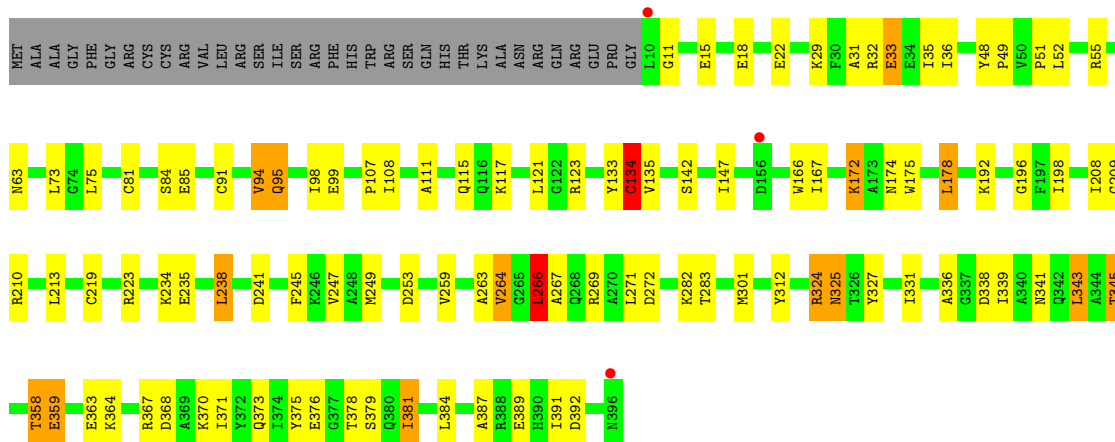 MET ALA ALA GLY PHE GLY ARG CYS CYS ARG VAL LEU ARG SER ILE SER ARG PHE HIS TRP ARG SER GLN HIS THR LYS ALA ASN ARG GLN ARG GLU PRO GLY L10 G11 E15 E18 E22 K29 F30 A31 R32 E33 E34 I35 I36 Y48 P49 V50 P51 L52 R55
N63 L73 G74 L75 C81 S84 E85 C91 V94 Q95 I98 E99 P107 I108 A111 Q115 Q116 K117 L121 G122 R123 Y133 C134 V135 S142 I147 D156 W166 I167 K172 A173 N174 W175 L178 K192 G196 F197 I198 I208 G209
R210 L213 C219 R223 K234 E235 L238 D241 F245 K246 V247 A248 M249 D253 V259 A263 V264 G265 L266 A267 Q268 R269 A270 L271 D272 K282 T283 M301 Y312 R324 N325 T326 Y327 I331 A336 G337 D338 I339 A340 N341 Q342 L343 A344 T345
T358 E359 E363 K364 R367 D368 A369 K370 I371 Y372 Q373 I374 Y375 E376 G377 T378 S379 Q380 I381 L384 A387 R388 E389 H390 I391 D392 N396